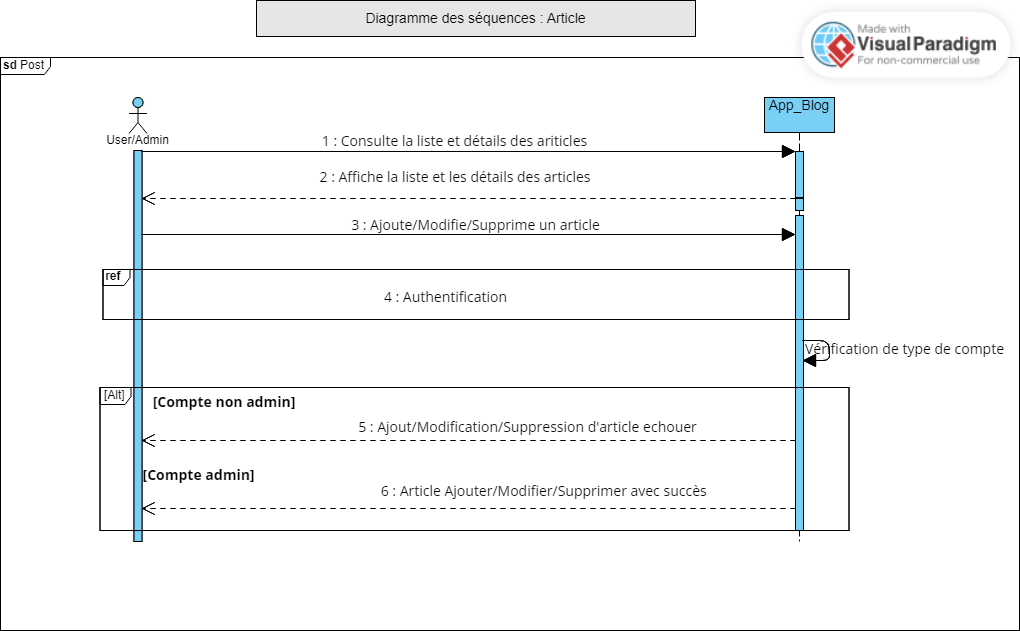 Diagramme des séquences : Article
Made with
VisualParadigm
For non-commercial use
sd Post
App_Blog
User/Admin
1 : Consulte la liste et détails des ariticles
2 : Affiche la liste et les détails des articles
3 : Ajoute/Modifie/Supprime un article
ref
4 : Authentification
Vérification de type de compte
[Alt]
[Compte non admin]
5 : Ajout/Modification/Suppression d'article echouer
[Compte admin]
6 : Article Ajouter/Modifier/Supprimer avec succès